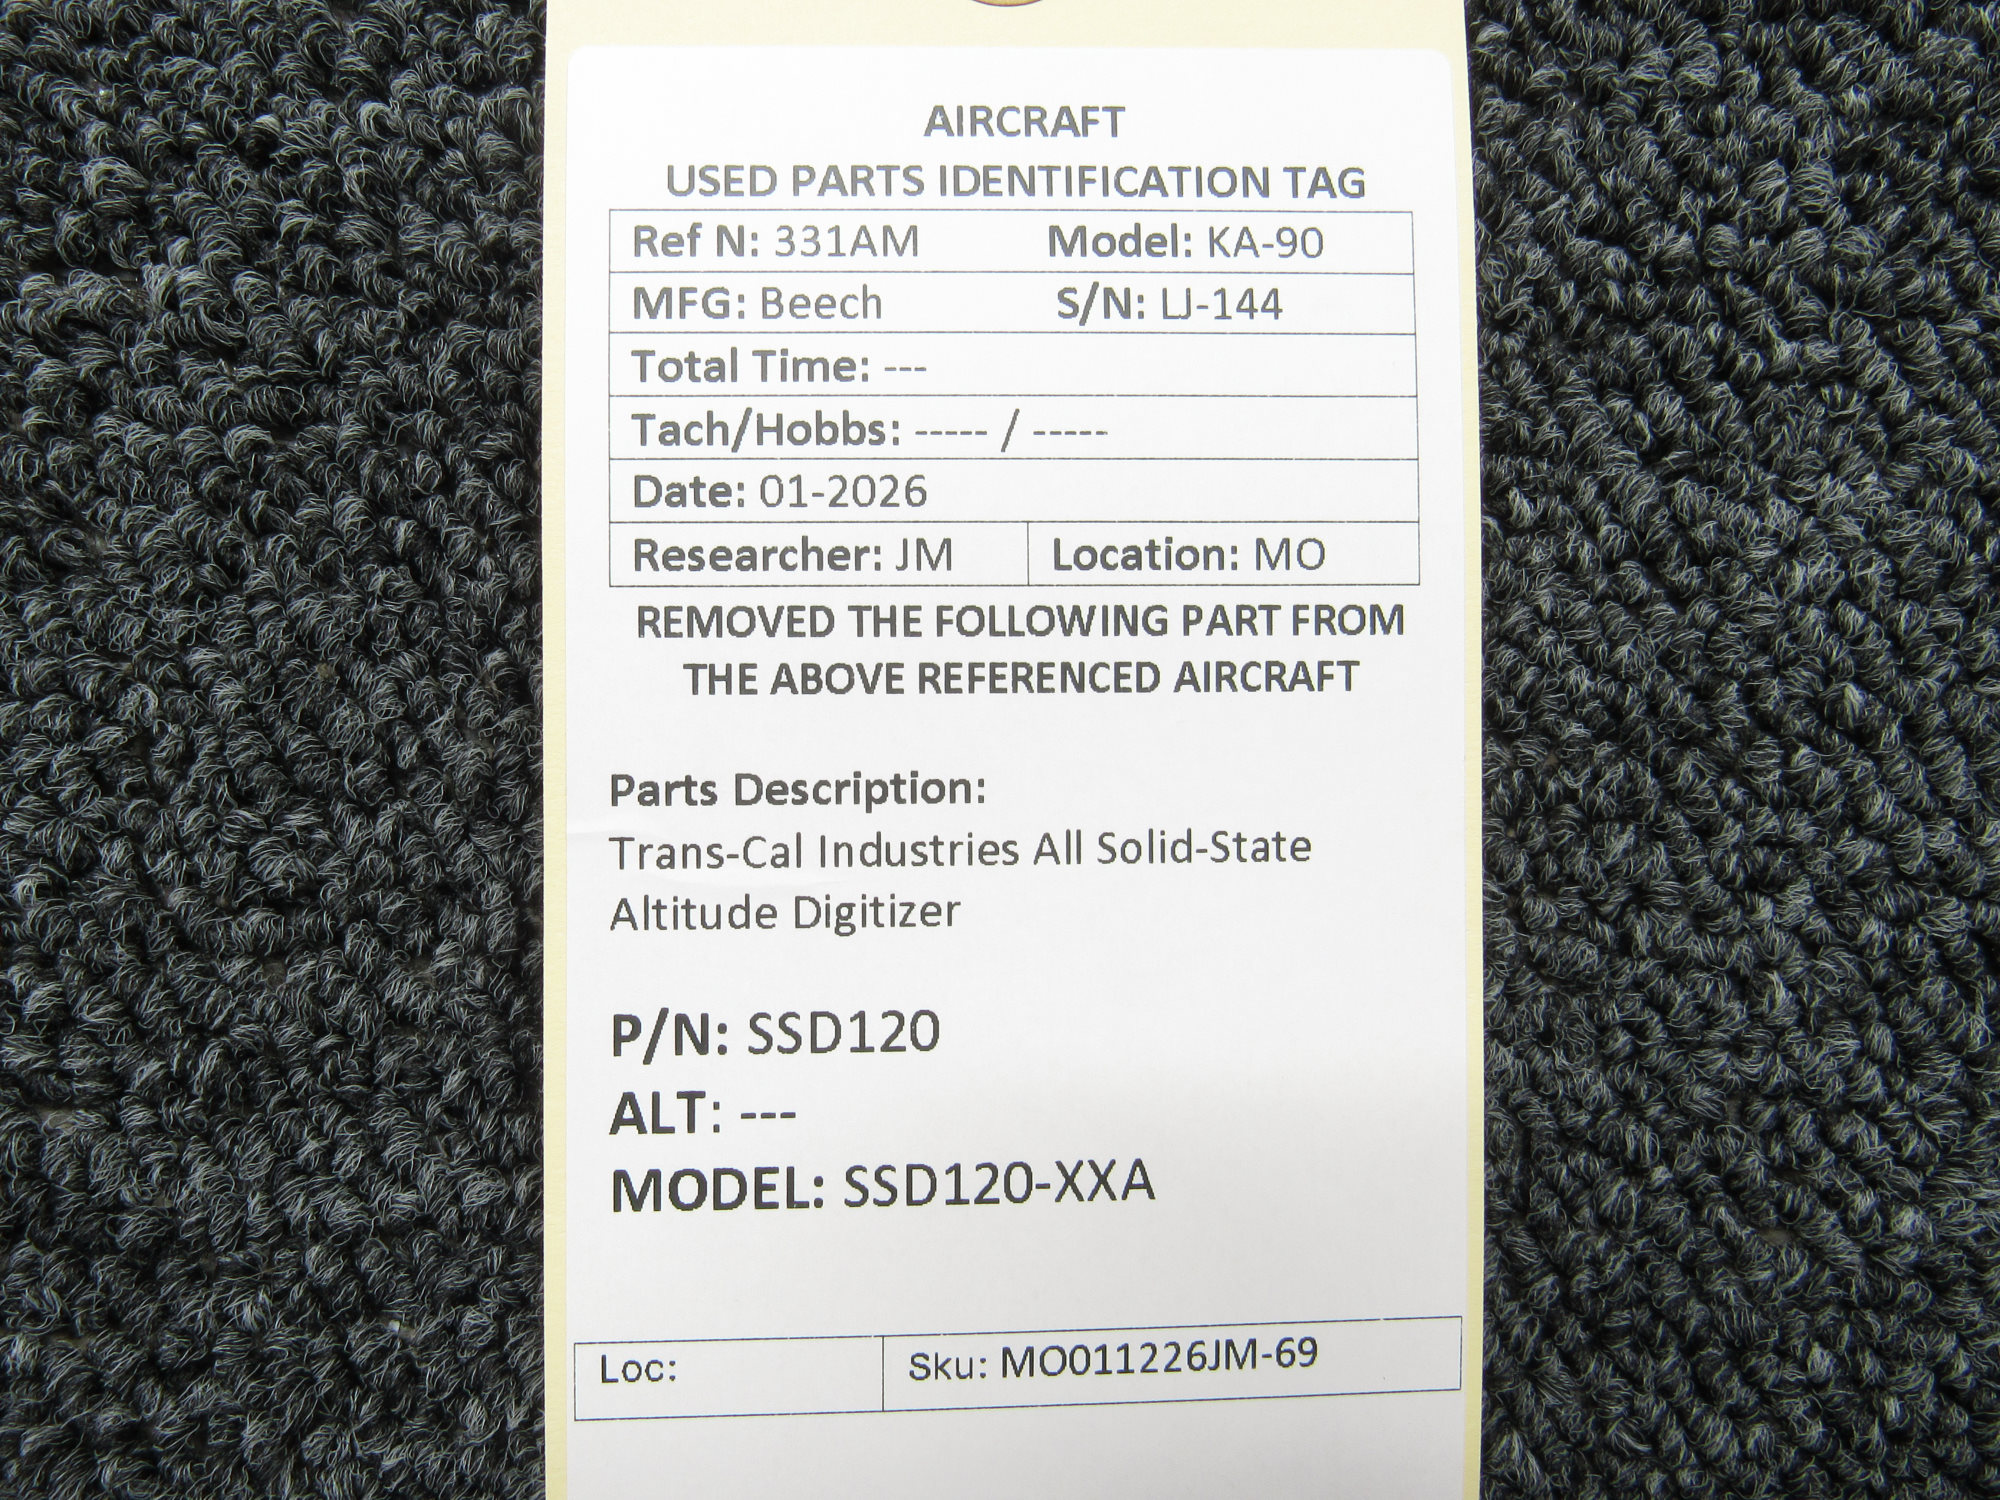 AIRCRAFT
USED PARTS IDENTIFICATION TAG
Ref N: 331AM Model: KA-90
MFG: Beech S/N: LJ-144
Total Time: ---
Tach/Hobbs: ----- / -----
Date: 01-2026
Researcher: JM Location: MO
REMOVED THE FOLLOWING PART FROM
THE ABOVE REFERENCED AIRCRAFT
Parts Description:
Trans-Cal Industries All Solid-State
Altitude Digitizer
P/N: SSD120
ALT: ---
MODEL: SSD120-XXA
Loc: Sku: MO011226JM-69